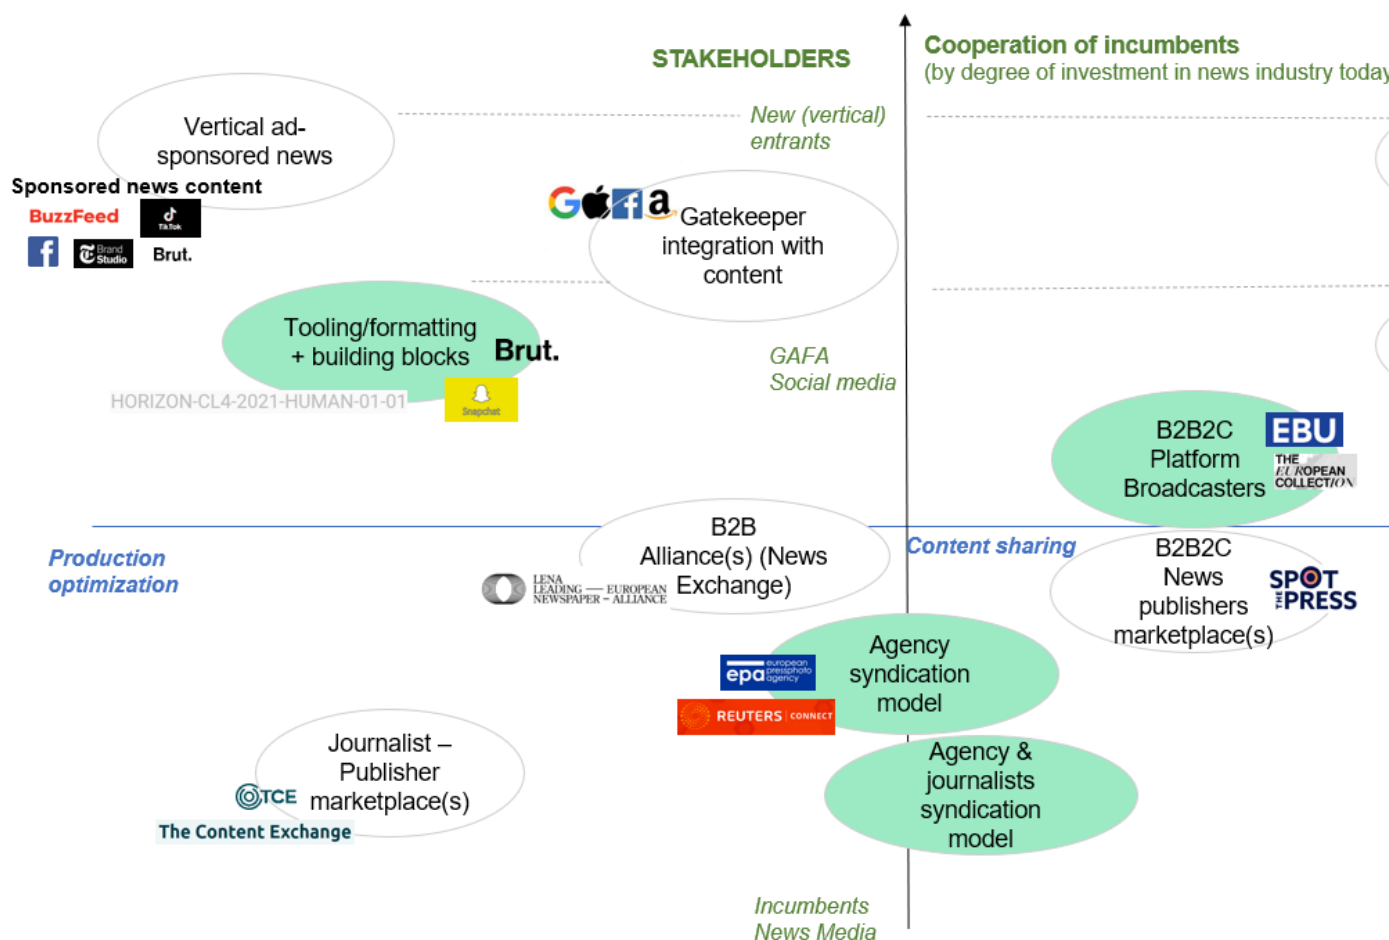 STAKEHOLDERS
Cooperation of incumbents
(by degree of investment in news industry today
New (vertical)
entrants
Vertical ad-
sponsored news
Sponsored news content
BuzzFeed
TikTok
Brand
Studio
Brut.
G
f
a
Gatekeeper
integration with
content
Tooling/formatting
+ building blocks
Brut.
HORIZON-CL4-2021-HUMAN-01-01
Snapchat
GAFA
Social media
B2B2C
Platform
Broadcasters
EBU
THE
EUROPEAN
COLLECTION
Production
optimization
Content sharing
B2B
Alliance(s) (News
Exchange)
LENA
LEADING — EUROPEAN
NEWSPAPER – ALLIANCE
B2B2C
News
publishers
marketplace(s)
SPOT
THE PRESS
Agency
syndication
model
epa european
pressphoto
agency
REUTERS | CONNECT
Journalist –
Publisher
marketplace(s)
TCE
The Content Exchange
Agency &
journalists
syndication
model
Incumbents
News Media